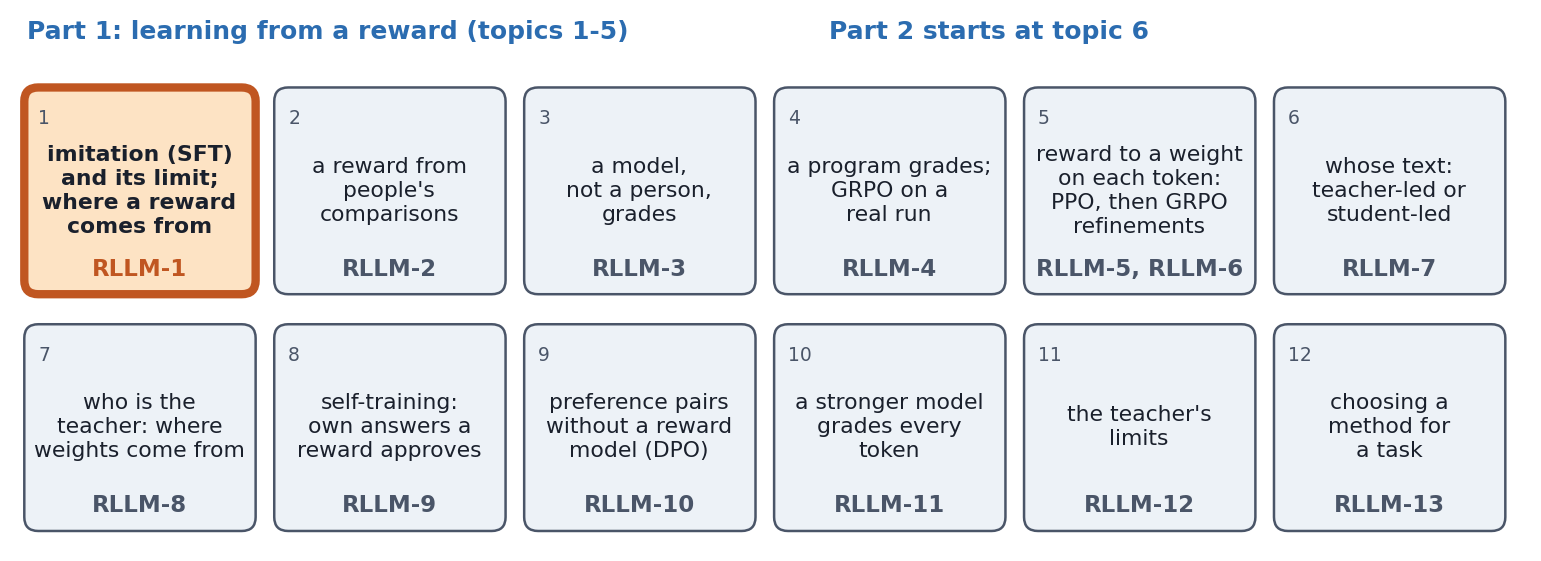 Part 1: learning from a reward (topics 1-5)
Part 2 starts at topic 6
1
imitation (SFT)
and its limit;
where a reward
comes from
RLLM-1
2
a reward from
people's
comparisons
RLLM-2
3
a model,
not a person,
grades
RLLM-3
4
a program grades;
GRPO on a
real run
RLLM-4
5
reward to a weight
on each token:
PPO, then GRPO
refinements
RLLM-5, RLLM-6
6
whose text:
teacher-led or
student-led
RLLM-7
7
who is the
teacher: where
weights come from
RLLM-8
8
self-training:
own answers a
reward approves
RLLM-9
9
preference pairs
without a reward
model (DPO)
RLLM-10
10
a stronger model
grades every
token
RLLM-11
11
the teacher's
limits
RLLM-12
12
choosing a
method for
a task
RLLM-13